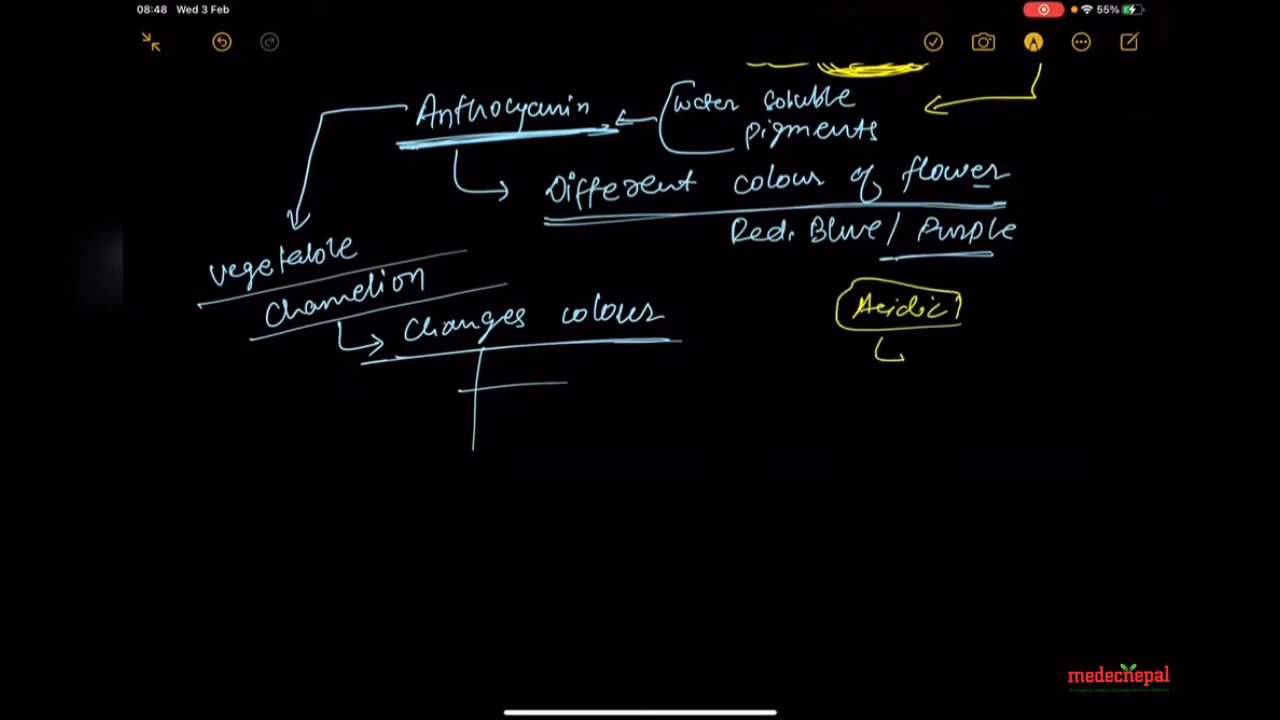 08:48 Wed 3 Feb
55%
Anthocyanin
water soluble
pigments
Different colour of flower
Red. Blue / Purple
vegetable
Chamelion
Changes colour
Acidic
medecnepal